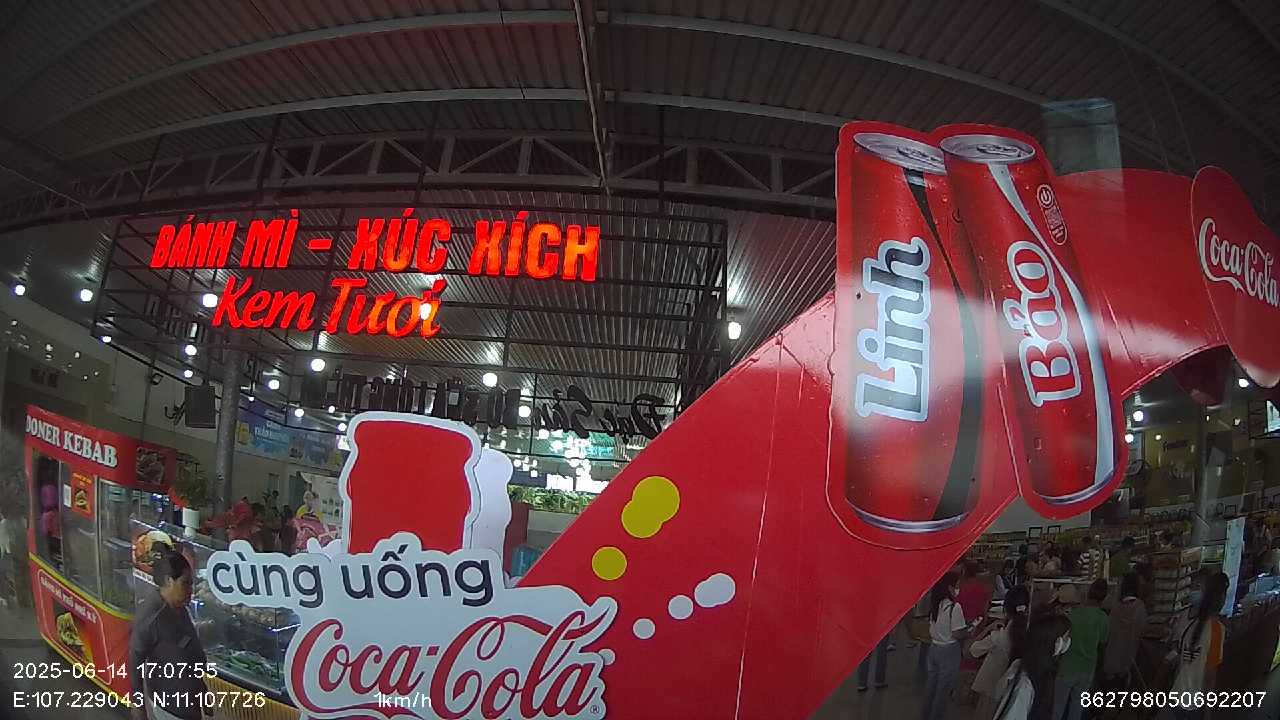 BÁNH MÌ - XÚC XÍCH
Kem Tươi
Linh
Bảo
Coca-Cola
DONER KEBAB
cùng uống
Coca-Cola
2025-06-14 17:07:55
E:107.229043 N:11.107726
1km/h
862798050692207